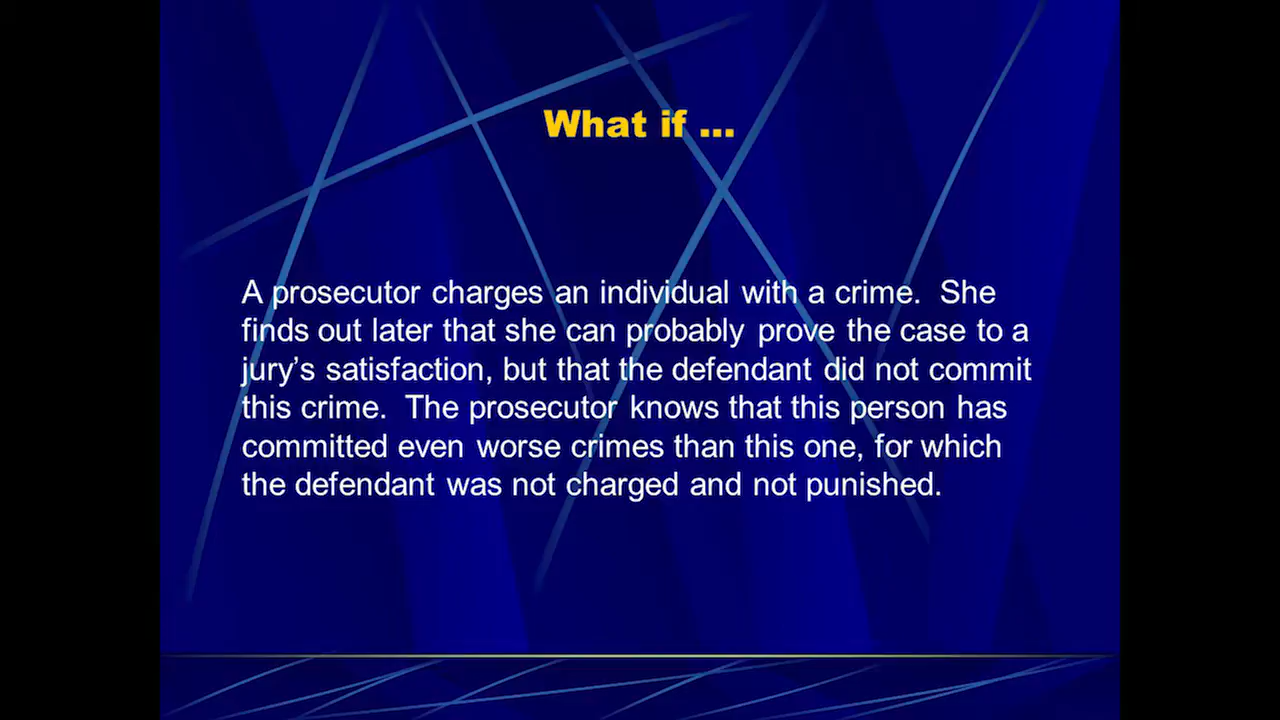 What if ...
A prosecutor charges an individual with a crime.  She
finds out later that she can probably prove the case to a
jury’s satisfaction, but that the defendant did not commit
this crime.  The prosecutor knows that this person has
committed even worse crimes than this one, for which
the defendant was not charged and not punished.